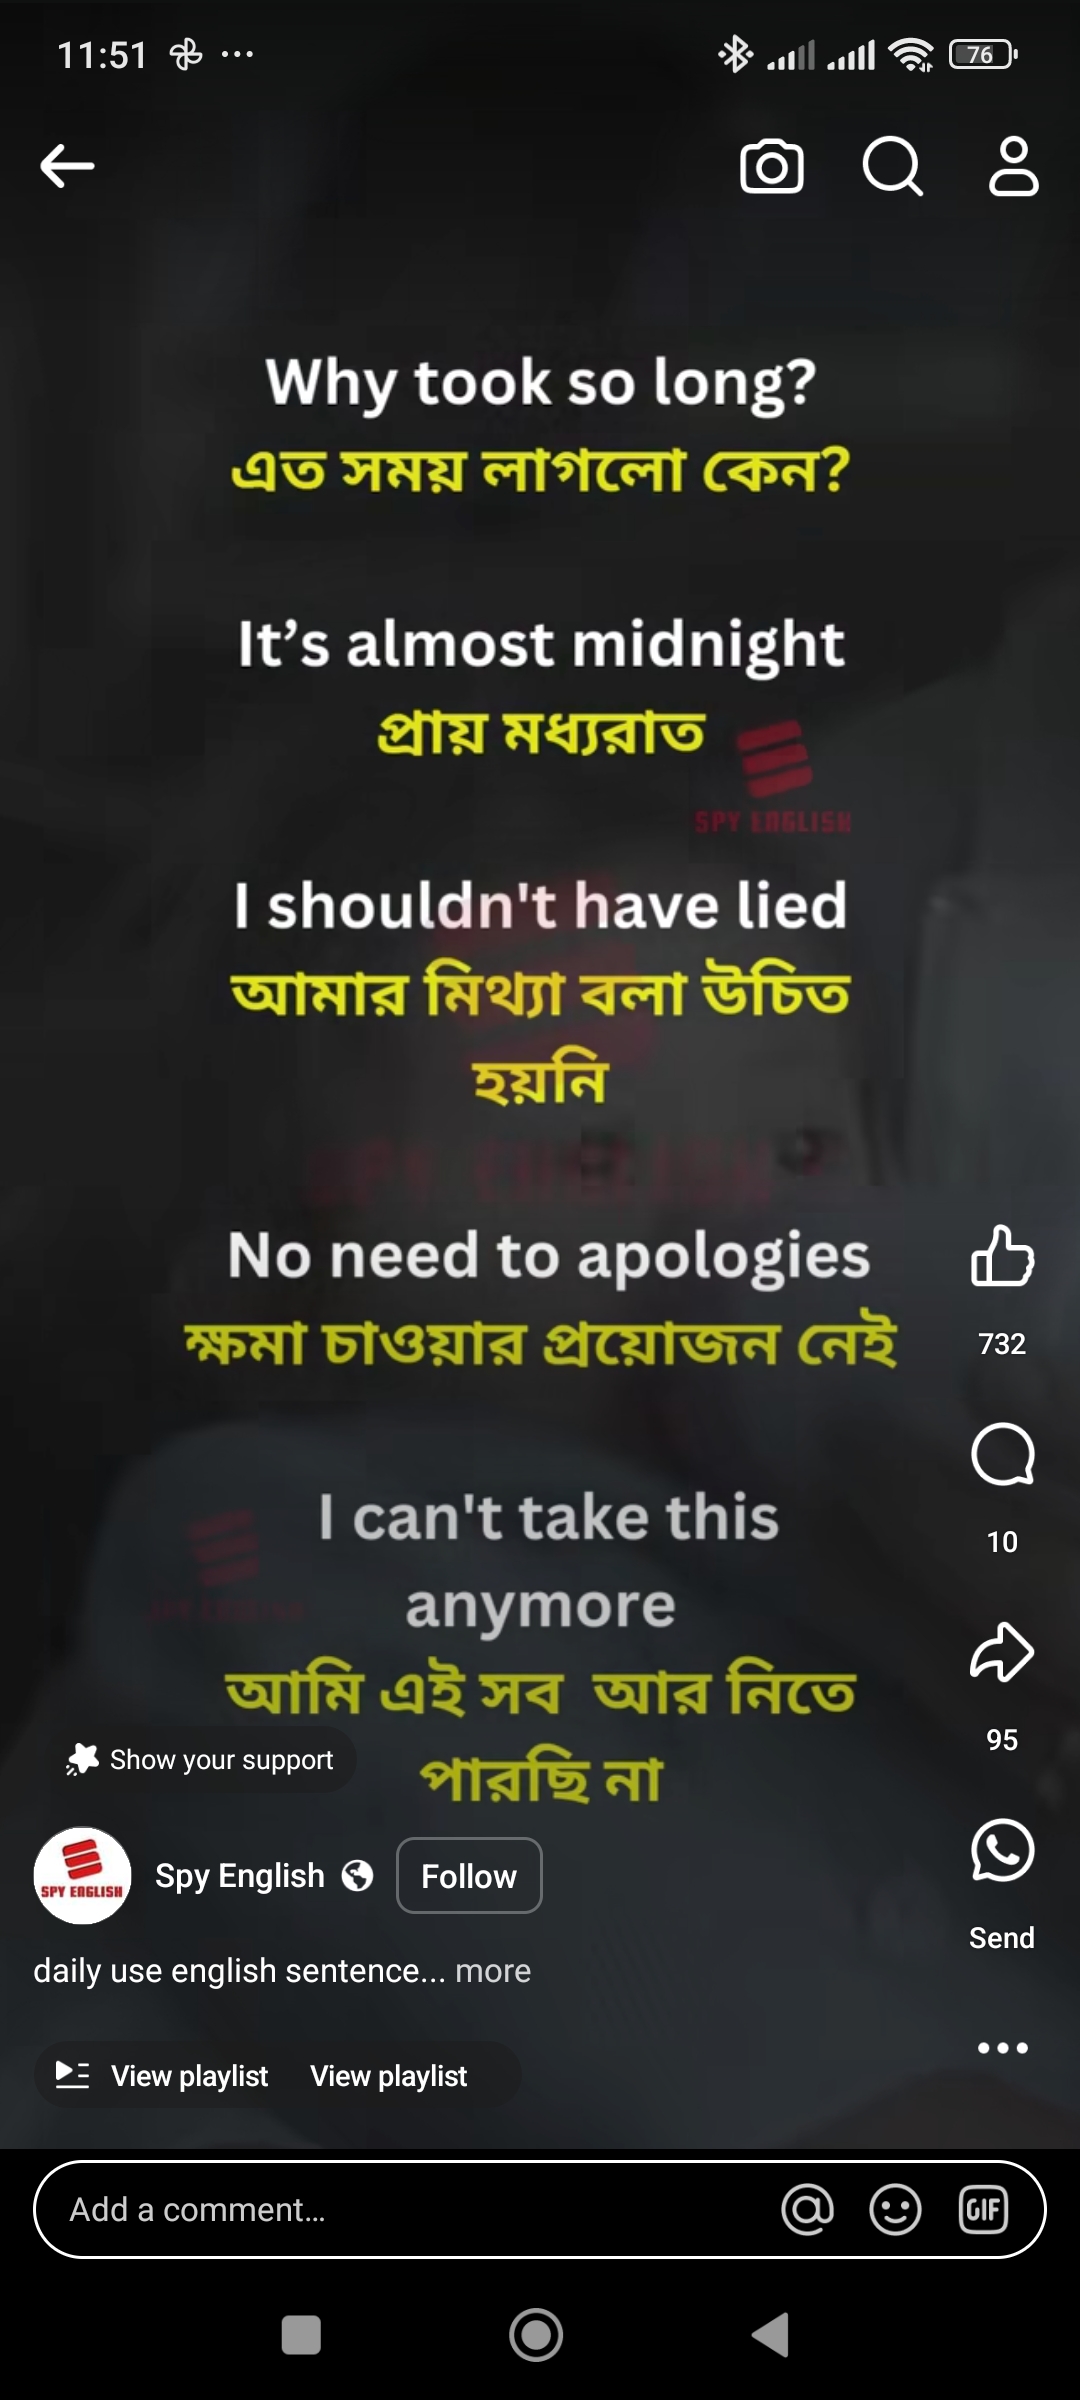 11:51
76
Why took so long?
এত সময় লাগলো কেন?
It’s almost midnight
প্রায় মধ্যরাত
SPY ENGLISH
I shouldn't have lied
আমার মিথ্যা বলা উচিত
হয়নি
SPY ENGLISH
No need to apologies
ক্ষমা চাওয়ার প্রয়োজন নেই
732
I can't take this
anymore
10
আমি এই সব আর নিতে
পারছি না
95
Show your support
SPY ENGLISH
Spy English
Follow
Send
daily use english sentence... more
View playlist View playlist
Add a comment...
GIF